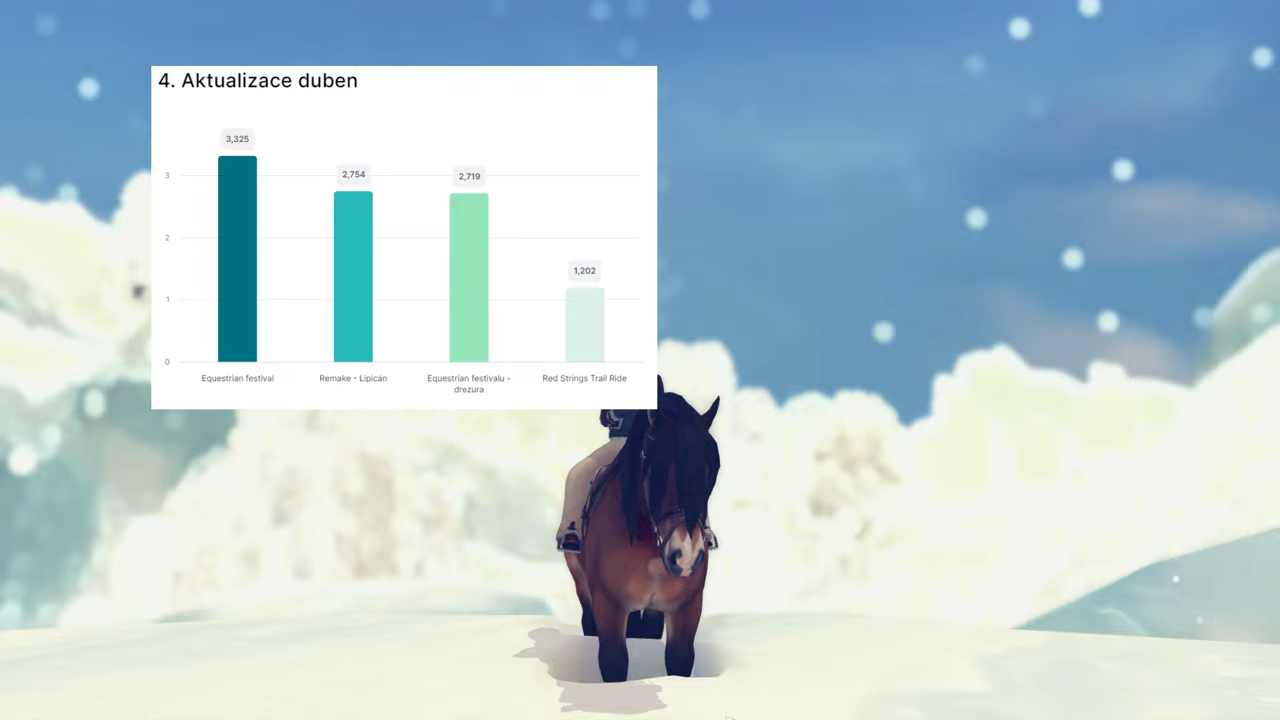 4. Aktualizace duben
3,325
2,754
2,719
1,202
3
2
1
0
Equestrian festival
Remake - Lipicán
Equestrian festivalu -
drezura
Red Strings Trail Ride